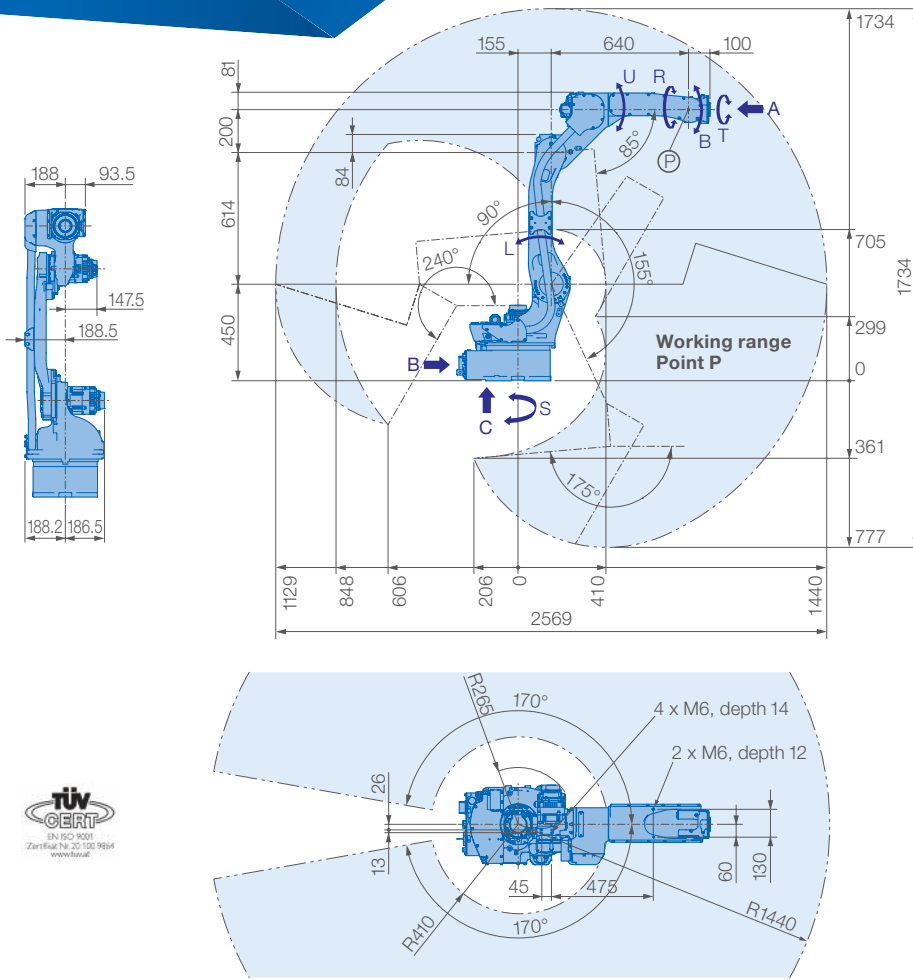 155
640
100
1734
81
200
84
614
450
U
R
A
B
T
P
85°
90°
L
240°
155°
705
1734
299
0
Working range
Point P
B
C
S
361
175°
777
188
93.5
147.5
188.5
188.2
186.5
1129
848
606
206
0
410
1440
2569
R265
170°
4 x M6, depth 14
2 x M6, depth 12
26
13
45
475
60
130
R410
170°
R1440
TÜV
CERT
EN ISO 9001
Zertifikat Nr. 20 100 9864
www.tuv.at